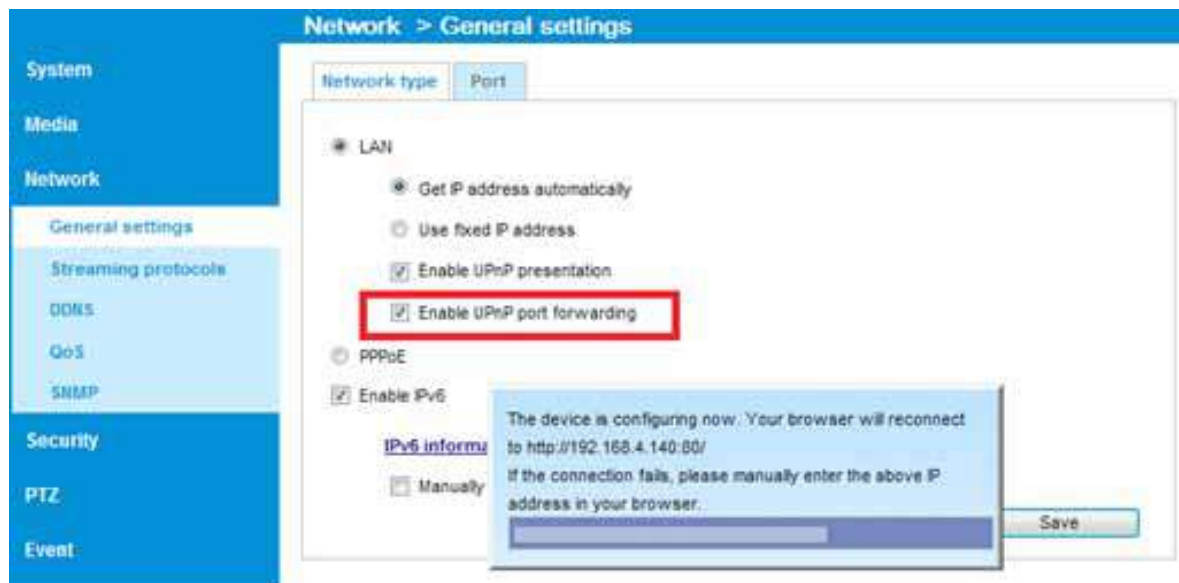 Network > General settings
System
Media
Network
General settings
Streaming protocols
DDNS
QoS
SNMP
Security
PTZ
Event
Network type
Port
LAN
Get IP address automatically
Use fixed IP address
Enable UPnP presentation
Enable UPnP port forwarding
PPPoE
Enable IPv6
IPv6 informa
Manually
The device is configuring now. Your browser will reconnect
to http://192.168.4.140:80/
If the connection fails, please manually enter the above IP
address in your browser.
Save